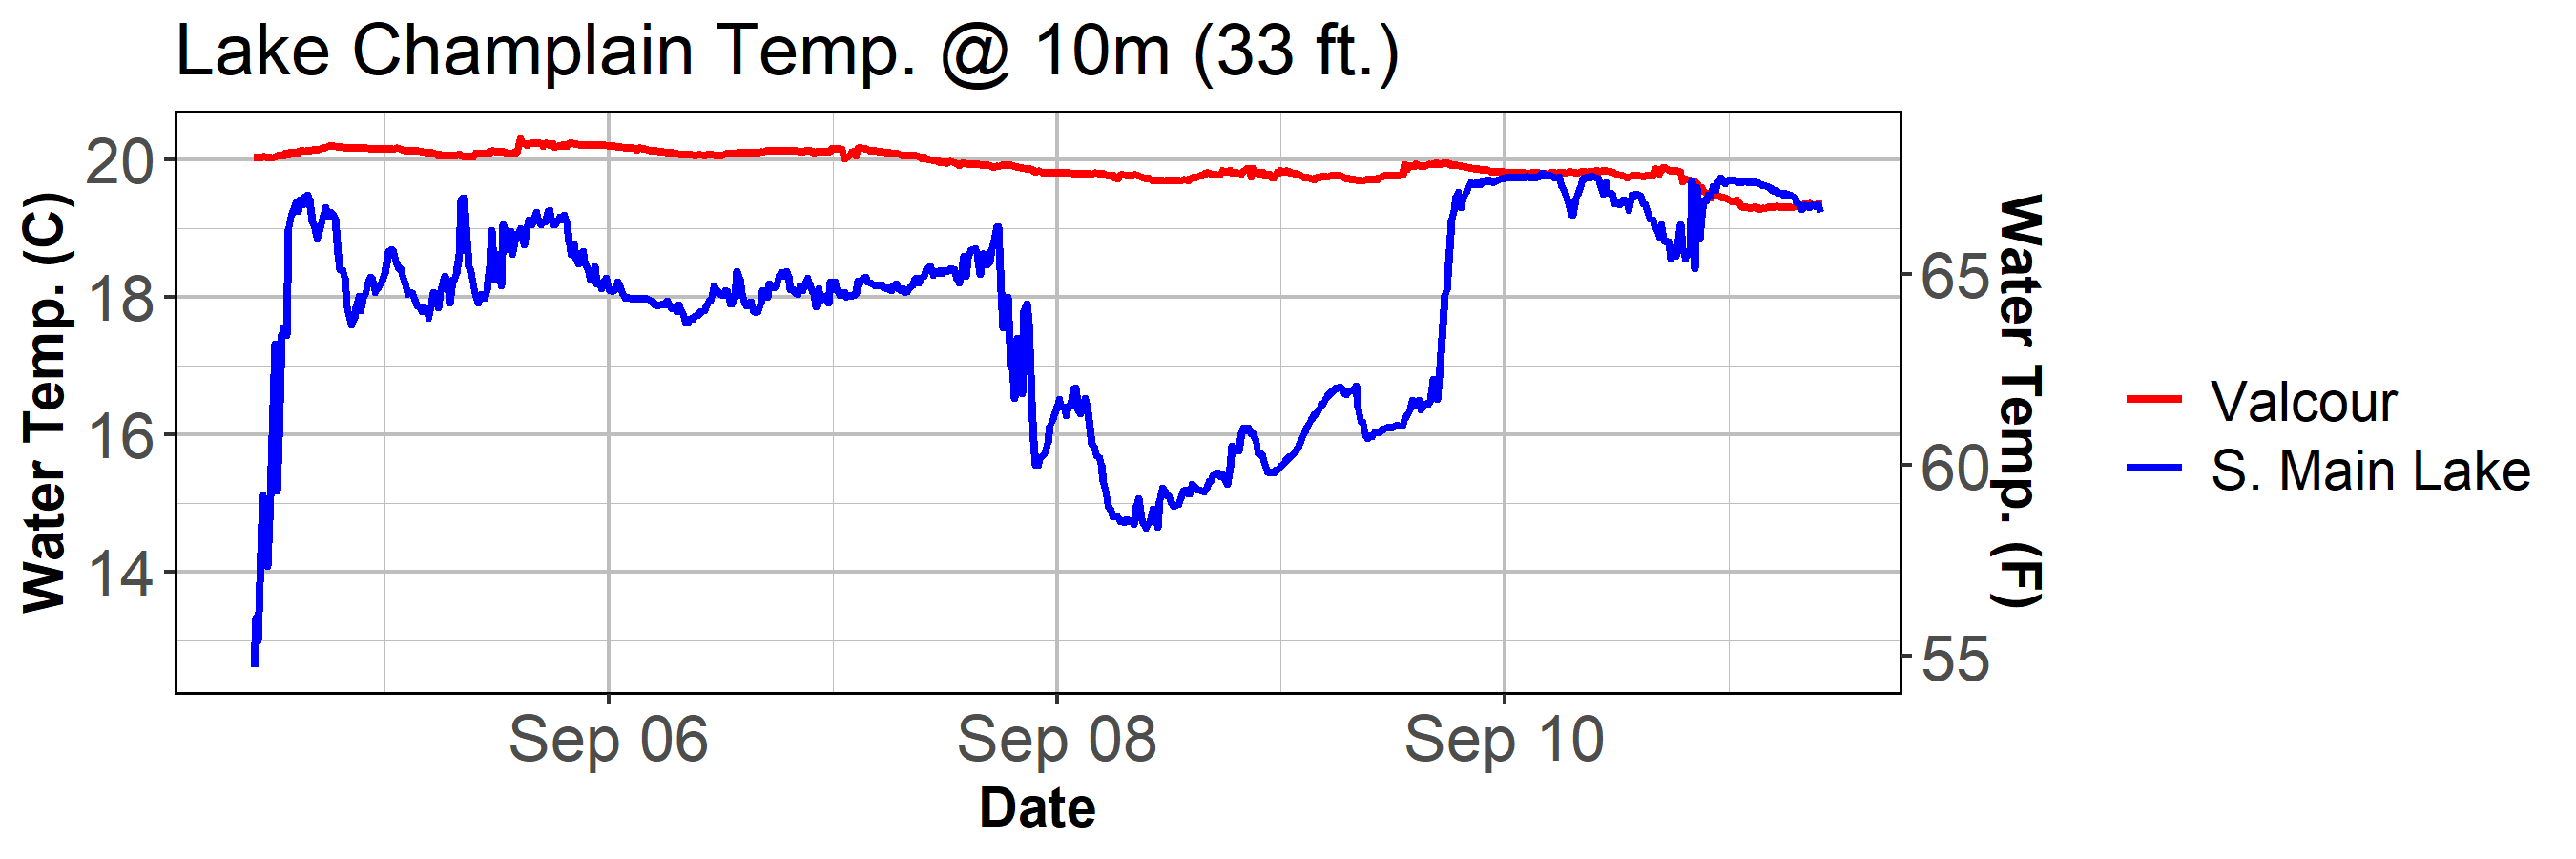 Lake Champlain Temp. @ 10m (33 ft.)
Water Temp. (C)
20
18
16
14
65
60
55
Water Temp. (F)
Sep 06
Sep 08
Sep 10
Date
Valcour
S. Main Lake